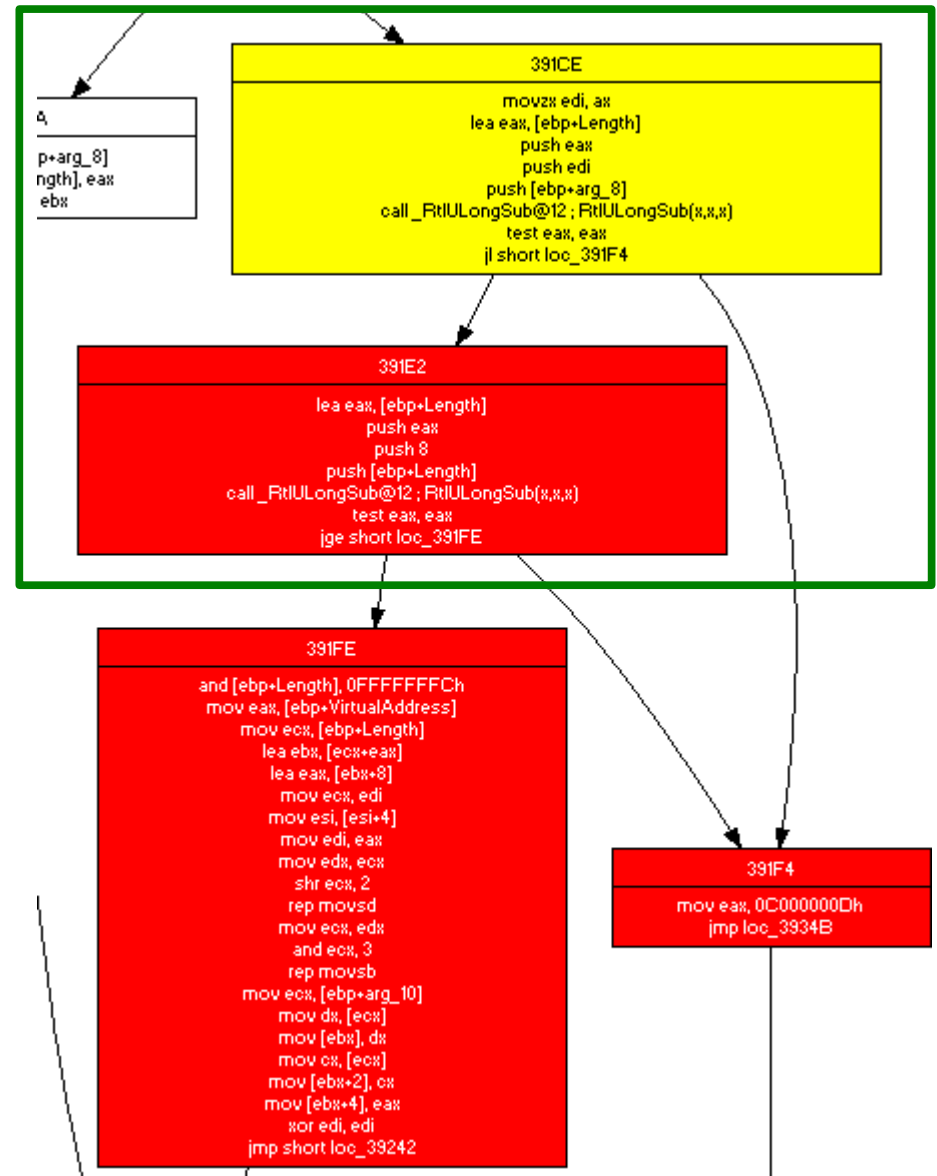 391CE
movzx edi, ax
lea eax, [ebp+Length]
push eax
push edi
push [ebp+arg_8]
call _RtlULongSub@12 ; RtlULongSub(x,x,x)
test eax, eax
jl short loc_391F4
A
p+arg_8]
ngth], eax
ebx
391E2
lea eax, [ebp+Length]
push eax
push 8
push [ebp+Length]
call _RtlULongSub@12 ; RtlULongSub(x,x,x)
test eax, eax
jge short loc_391FE
391FE
and [ebp+Length], 0FFFFFFFCh
mov eax, [ebp+VirtualAddress]
mov ecx, [ebp+Length]
lea ebx, [ecx+eax]
lea eax, [ebx+8]
mov ecx, edi
mov esi, [esi+4]
mov edi, eax
mov edx, ecx
shr ecx, 2
rep movsd
mov ecx, edx
and ecx, 3
rep movsb
mov ecx, [ebp+arg_10]
mov dx, [ecx]
mov [ebx], dx
mov cx, [ecx]
mov [ebx+2], cx
mov [ebx+4], eax
xor edi, edi
jmp short loc_39242
391F4
mov eax, 0C000000Dh
jmp loc_3934B